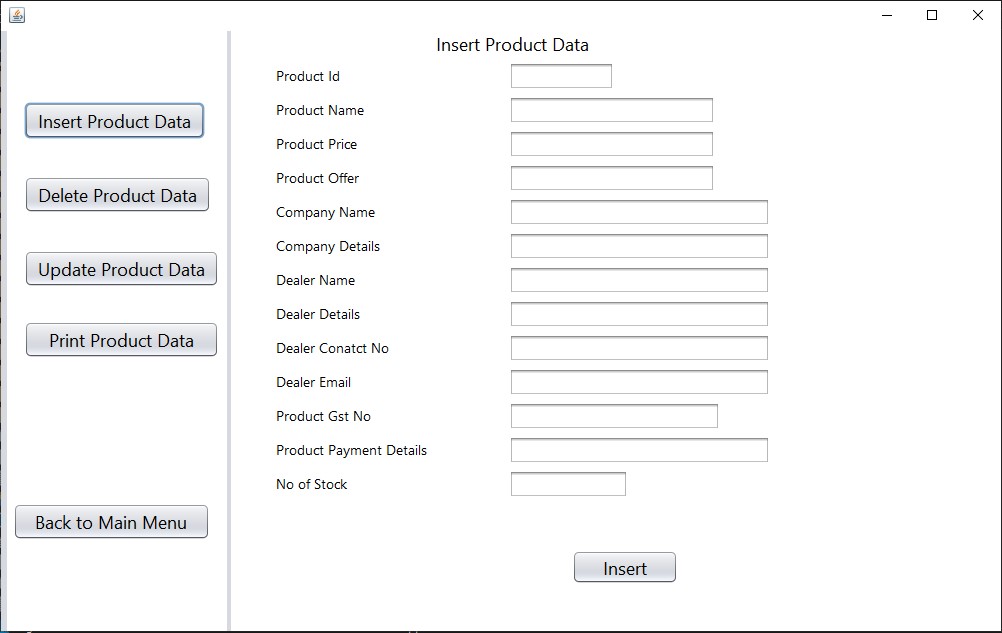 Insert Product Data
Delete Product Data
Update Product Data
Print Product Data
Back to Main Menu
Insert Product Data
Product Id
Product Name
Product Price
Product Offer
Company Name
Company Details
Dealer Name
Dealer Details
Dealer Conatct No
Dealer Email
Product Gst No
Product Payment Details
No of Stock
Insert